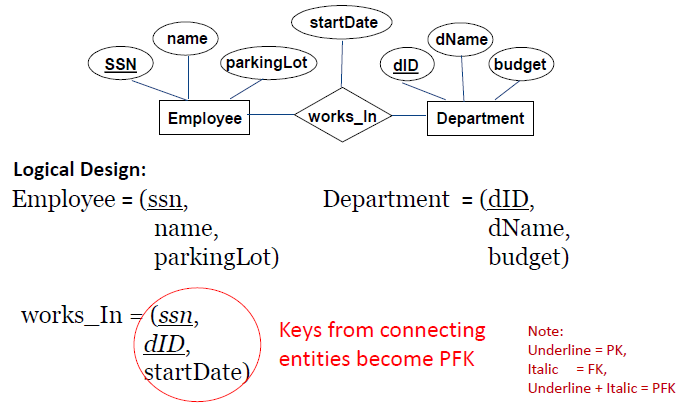 startDate
name
dName
SSN
parkingLot
dID
budget
Employee
works_In
Department
Logical Design:
Employee = (ssn,
name,
parkingLot)
Department = (dID,
dName,
budget)
works_In = (ssn,
dID,
startDate)
Keys from connecting
entities become PFK
Note:
Underline = PK,
Italic = FK,
Underline + Italic = PFK